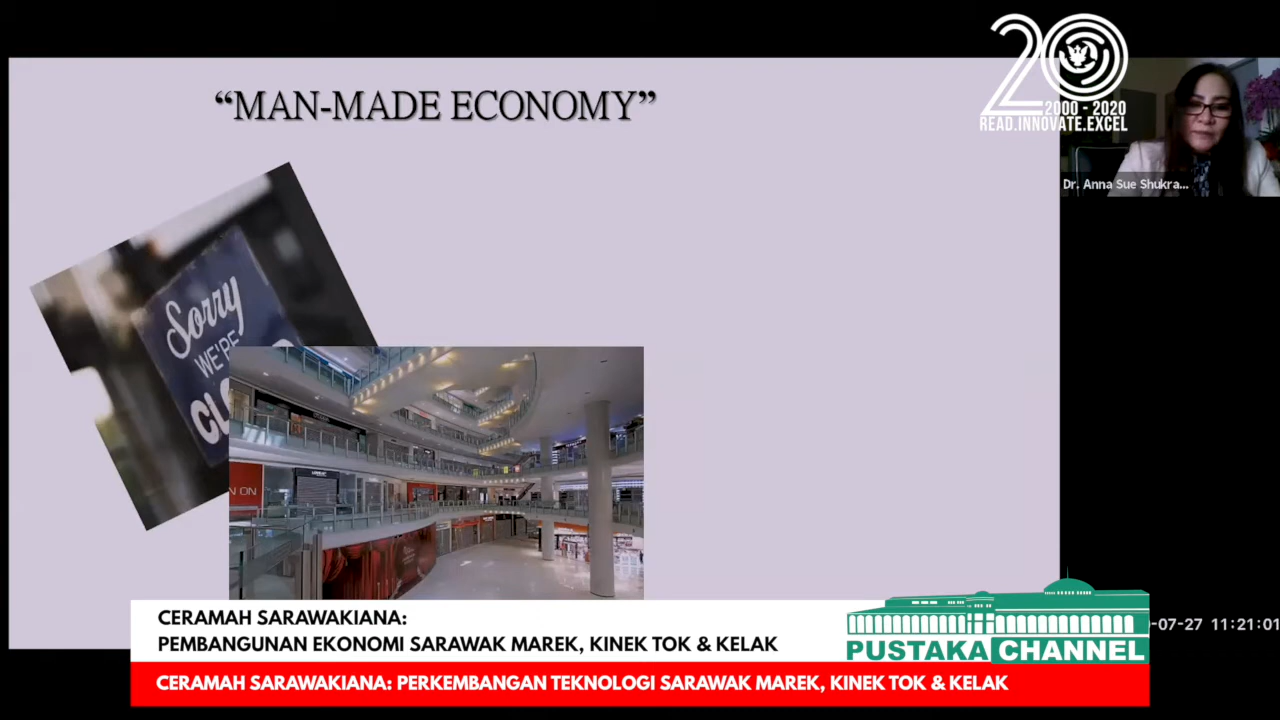 “MAN-MADE ECONOMY”
20
2000 - 2020
READ.INNOVATE.EXCEL
Dr. Anna Sue Shukra...
Sorry
WE'RE
CLO
N ON
CERAMAH SARAWAKIANA:
PEMBANGUNAN EKONOMI SARAWAK MAREK, KINEK TOK & KELAK
PUSTAKA CHANNEL
-07-27 11:21:01
CERAMAH SARAWAKIANA: PERKEMBANGAN TEKNOLOGI SARAWAK MAREK, KINEK TOK & KELAK